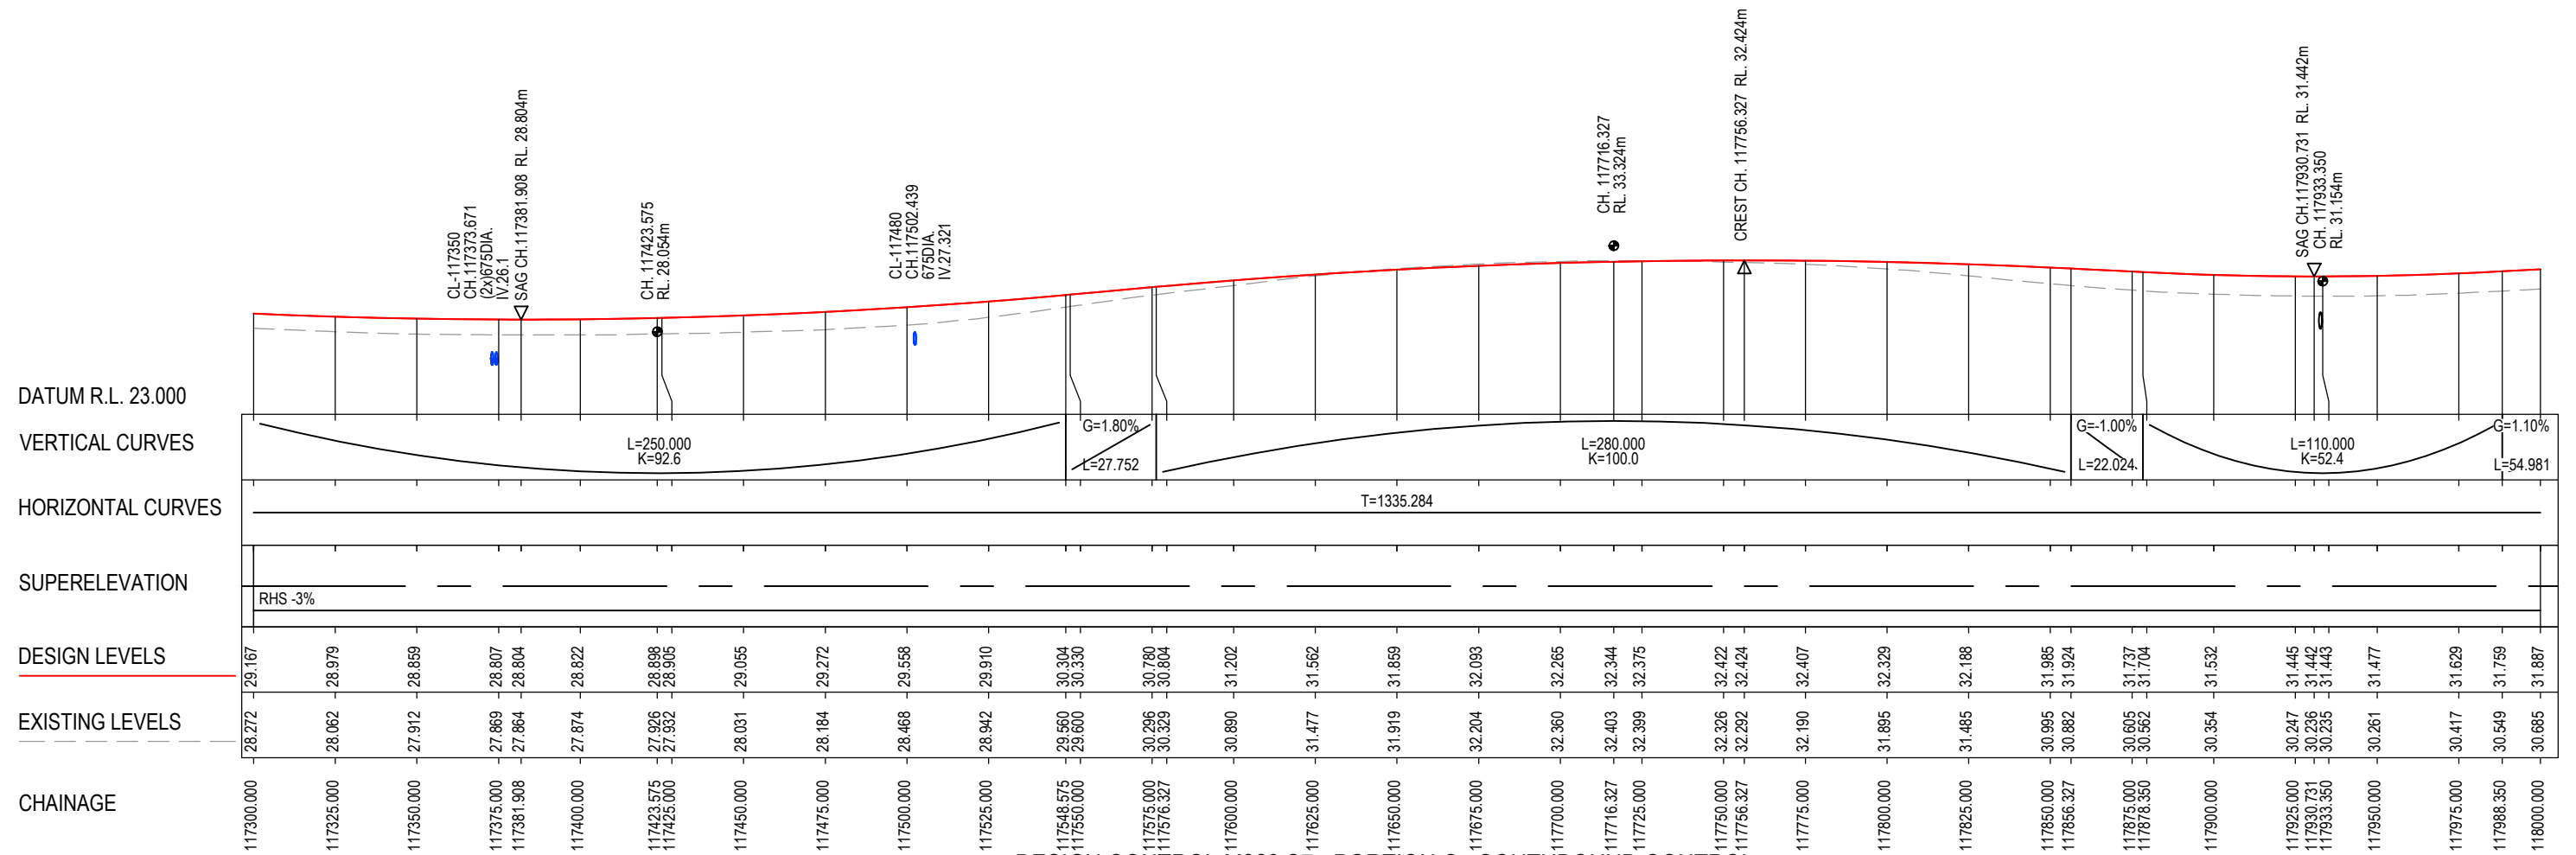 CL-117350
CH.117373.671
(2x)675DIA.
IV.26.1
SAG CH.117381.908 RL. 28.804m
CH. 117423.575
RL. 28.054m
CL-117480
CH.117502.439
675DIA.
IV.27.321
CH. 117716.327
RL. 33.324m
CREST CH. 117756.327 RL. 32.424m
SAG CH.117930.731 RL. 31.442m
CH. 117933.350
RL. 31.154m
DATUM R.L. 23.000
VERTICAL CURVES
L=250.000
K=92.6
G=1.80%
L=27.752
L=280.000
K=100.0
G=-1.00%
L=22.024
L=110.000
K=52.4
G=1.10%
L=54.981
HORIZONTAL CURVES
T=1335.284
SUPERELEVATION
RHS -3%
DESIGN LEVELS
29.167 28.979 28.859 28.807 28.804 28.822 28.898 28.905 29.055 29.272 29.558 29.910 30.304 30.330 30.780 30.804 31.202 31.562 31.859 32.093 32.265 32.344 32.375 32.422 32.424 32.407 32.329 32.188 31.985 31.924 31.737 31.704 31.532 31.445 31.442 31.443 31.477 31.629 31.759 31.887
EXISTING LEVELS
28.272 28.062 27.912 27.869 27.864 27.874 27.926 27.932 28.031 28.184 28.468 28.942 29.560 29.600 30.296 30.329 30.890 31.477 31.919 32.204 32.360 32.403 32.399 32.326 32.292 32.190 31.895 31.485 30.995 30.882 30.605 30.562 30.354 30.247 30.236 30.235 30.261 30.417 30.549 30.685
CHAINAGE
117300.000 117325.000 117350.000 117375.000 117381.908 117400.000 117423.575 117425.000 117450.000 117475.000 117500.000 117525.000 117548.575 117550.000 117575.000 117576.327 117600.000 117625.000 117650.000 117675.000 117700.000 117716.327 117725.000 117750.000 117756.327 117775.000 117800.000 117825.000 117850.000 117856.327 117875.000 117878.350 117900.000 117925.000 117930.731 117933.350 117950.000 117975.000 117988.350 118000.000